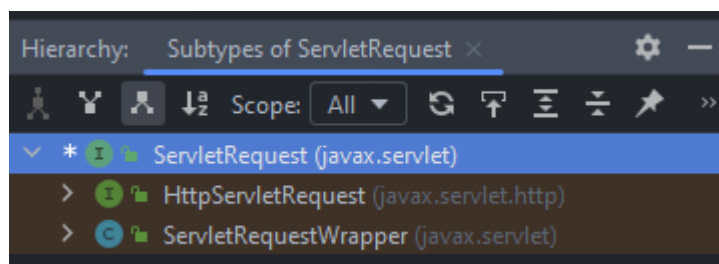 Hierarchy: Subtypes of ServletRequest
Scope: All
ServletRequest (javax.servlet)
HttpServletRequest (javax.servlet.http)
ServletRequestWrapper (javax.servlet)